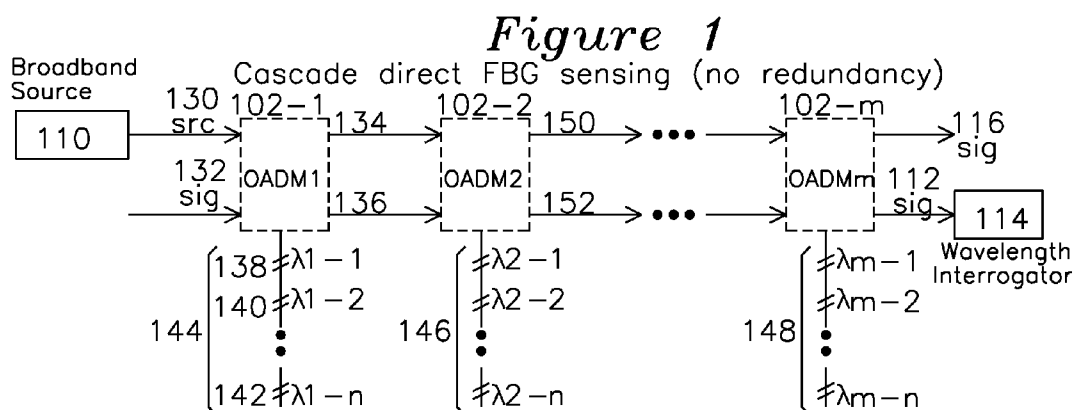 Figure 1
Broadband
Source
Cascade direct FBG sensing (no redundancy)
110
130
src
102-1
134
102-2
150
102-m
116
sig
132
sig
OADM1
136
OADM2
152
OADMm
112
sig
114
Wavelength
Interrogator
144
138
λ1-1
140
λ1-2
142
λ1-n
146
λ2-1
λ2-2
λ2-n
148
λm-1
λm-2
λm-n